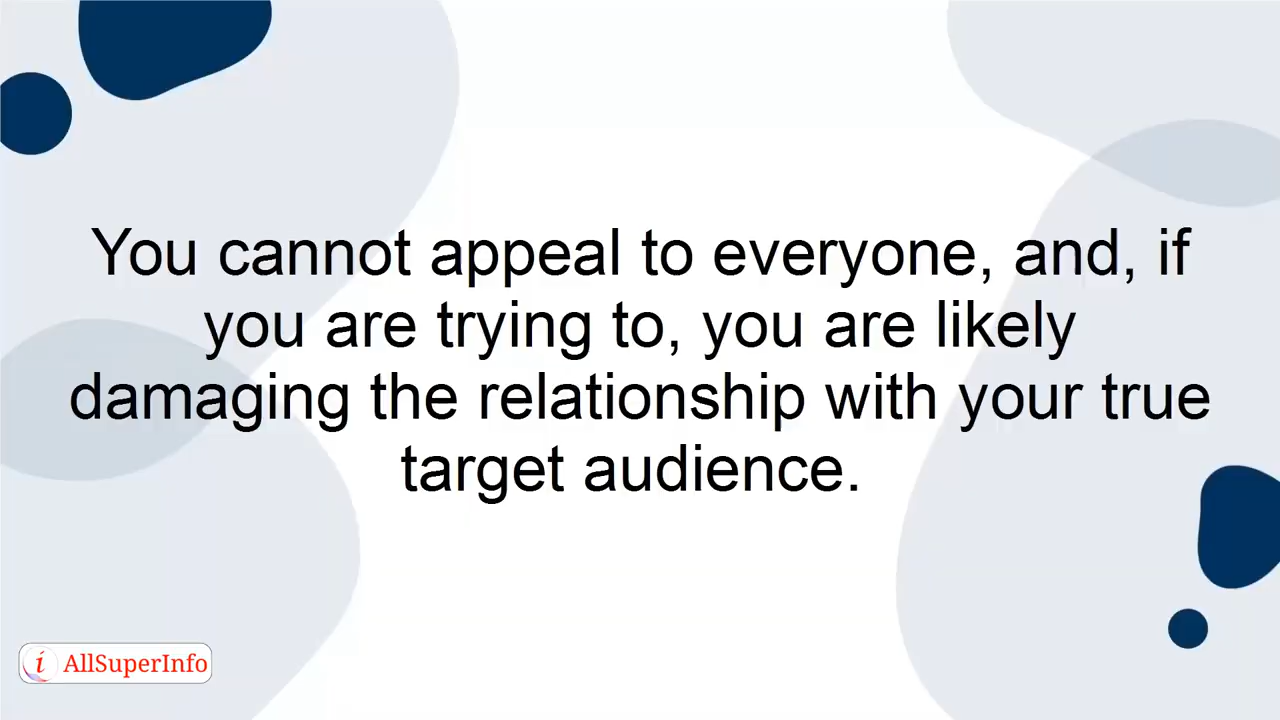 You cannot appeal to everyone, and, if
you are trying to, you are likely
damaging the relationship with your true
target audience.
i AllSuperInfo